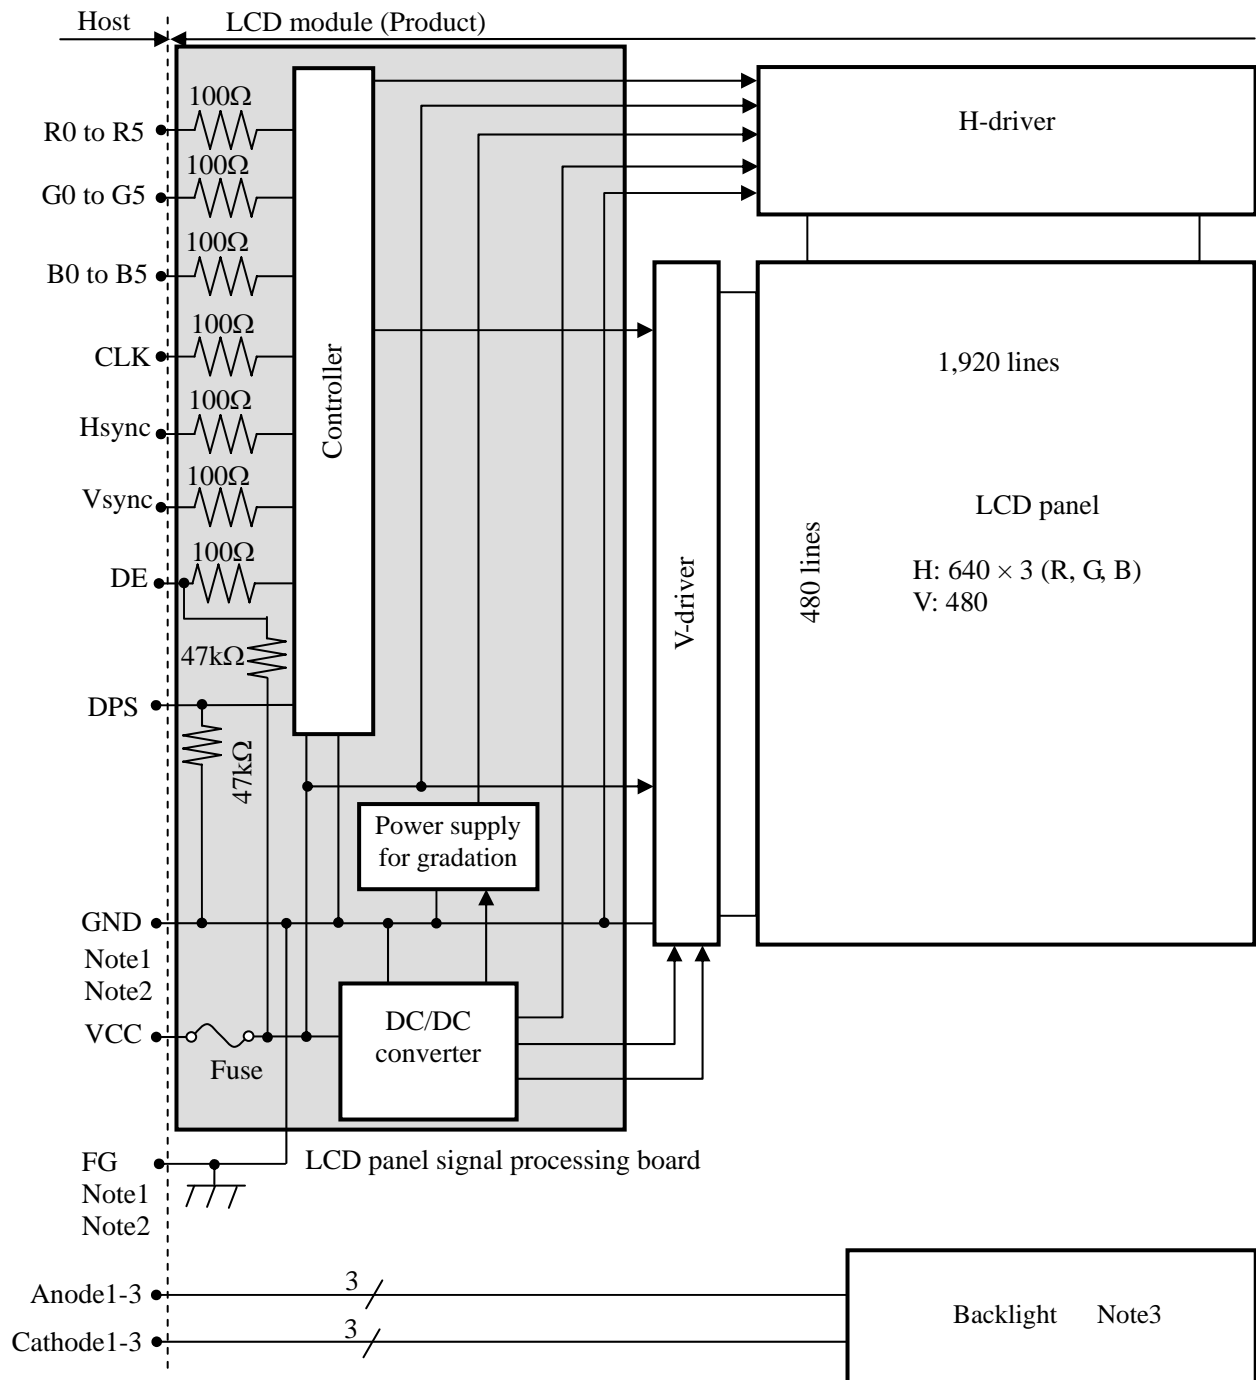 Host
LCD module (Product)
100Ω
R0 to R5
H-driver
100Ω
G0 to G5
100Ω
B0 to B5
100Ω
CLK
Controller
1,920 lines
100Ω
Hsync
100Ω
Vsync
LCD panel
480 lines
100Ω
DE
V-driver
H: 640 × 3 (R, G, B)
V: 480
47kΩ
DPS
47kΩ
Power supply
for gradation
GND
Note1
Note2
VCC
Fuse
DC/DC
converter
FG
Note1
Note2
LCD panel signal processing board
Anode1-3
3
Cathode1-3
3
Backlight Note3